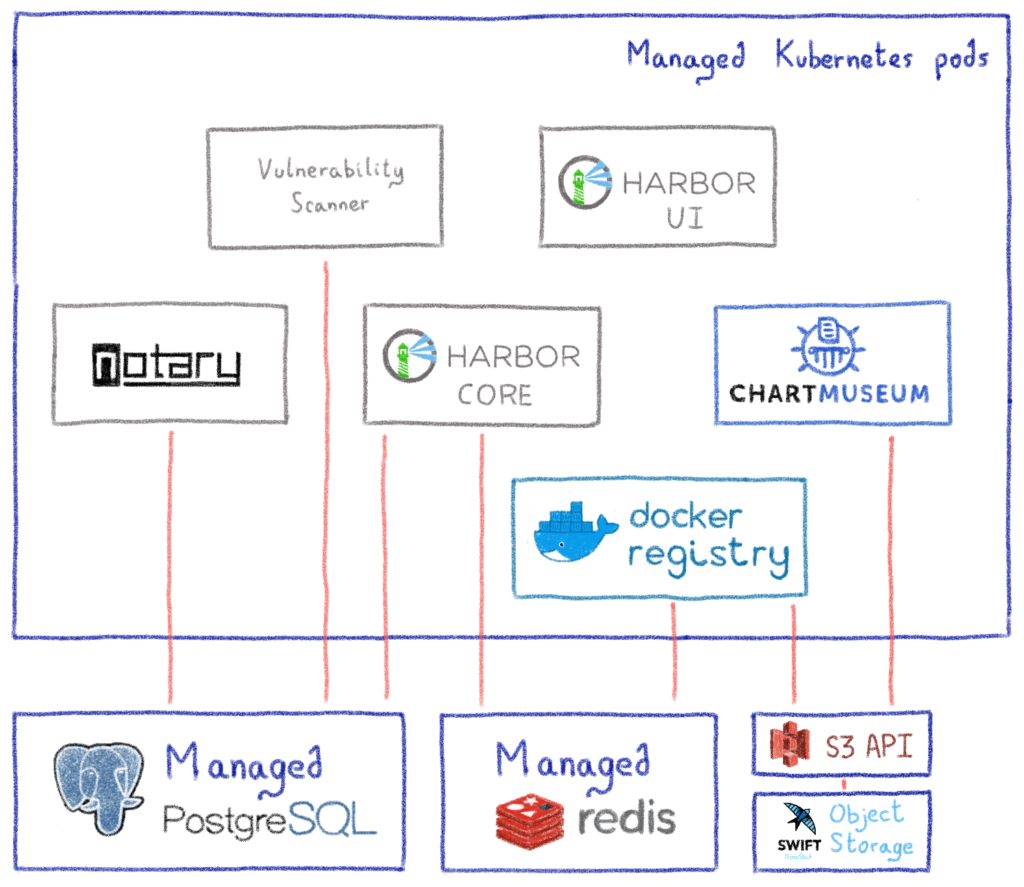 Managed Kubernetes pods
Vulnerability
Scanner
HARBOR
UI
notary
HARBOR
CORE
CHARTMUSEUM
docker
registry
Managed
PostgreSQL
Managed
redis
S3 API
SWIFT
OpenStack
Object
Storage